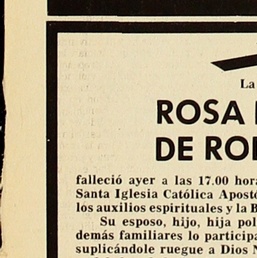 La
ROSA
DE RO
falleció ayer a las 17.00 hora
Santa Iglesia Católica Apostó
los auxilios espirituales y la B
Su esposo, hijo, hija pol
demás familiares lo participa
suplicándole ruegue a Dios N